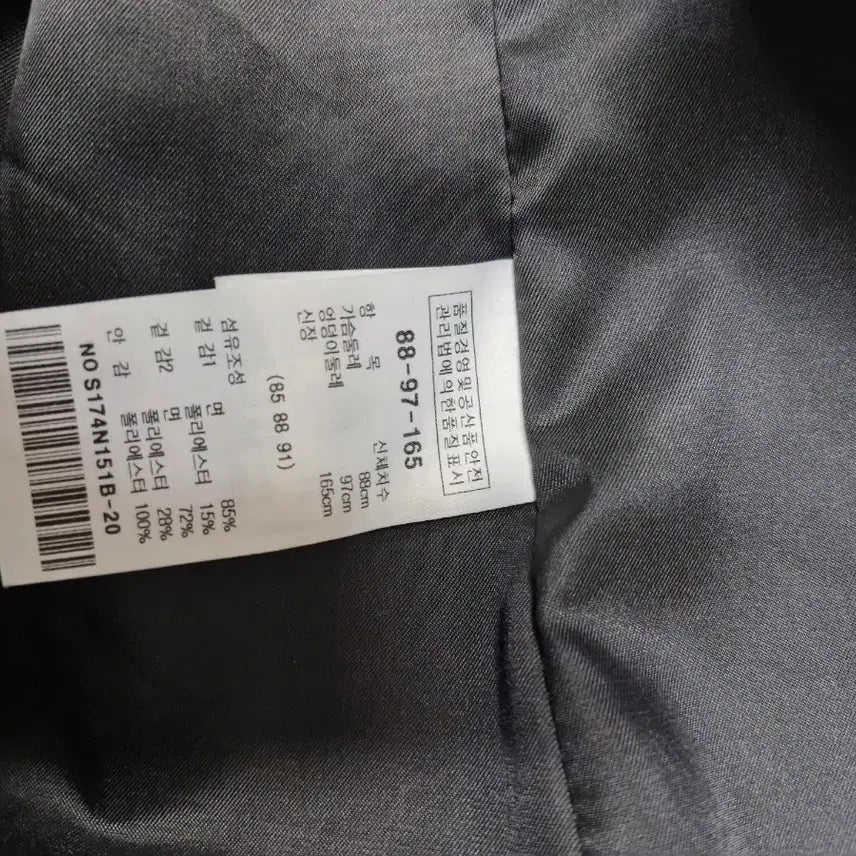 품질경영및공산품안전
관리법에 의한 품질표시
88-97-165
항 목 신체치수
가슴둘레 88cm
엉덩이둘레 97cm
신장 165cm
(85 88 91)
섬유조성
겉 감1 면 85%
폴리에스터 15%
겉 감2 면 72%
폴리에스터 28%
안 감 폴리에스터 100%
NO S174N151B-20